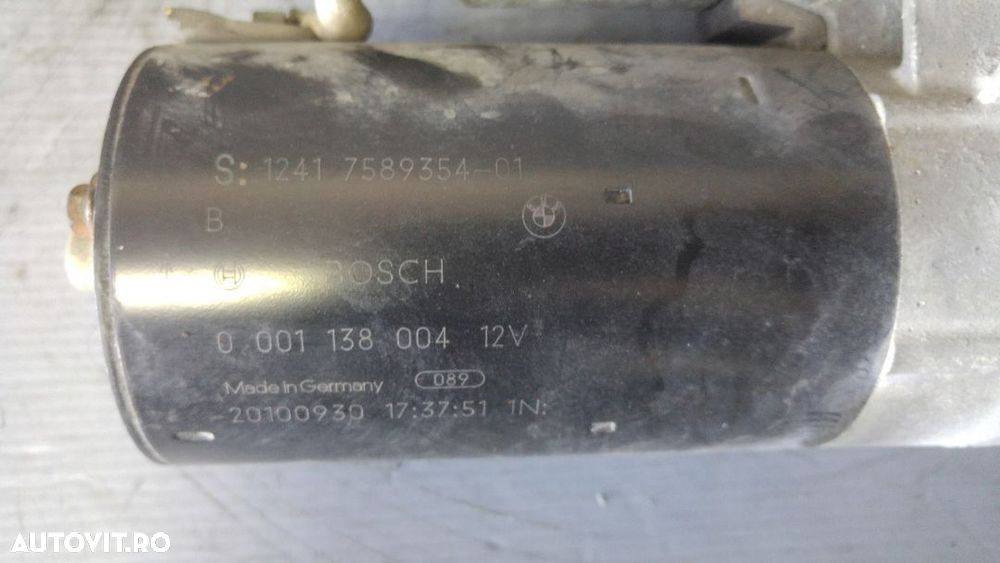 S: 1241 7589354-01
B
BOSCH
0 001 138 004 12V
Made in Germany 089
20100930 17:37:51 1N:
AUTOVIT.RO